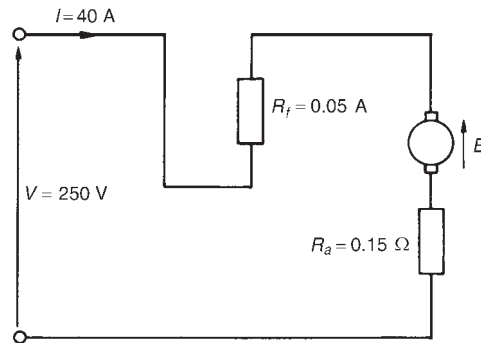 I = 40 A
R_f = 0.05 A
E
V = 250 V
R_a = 0.15 Ω